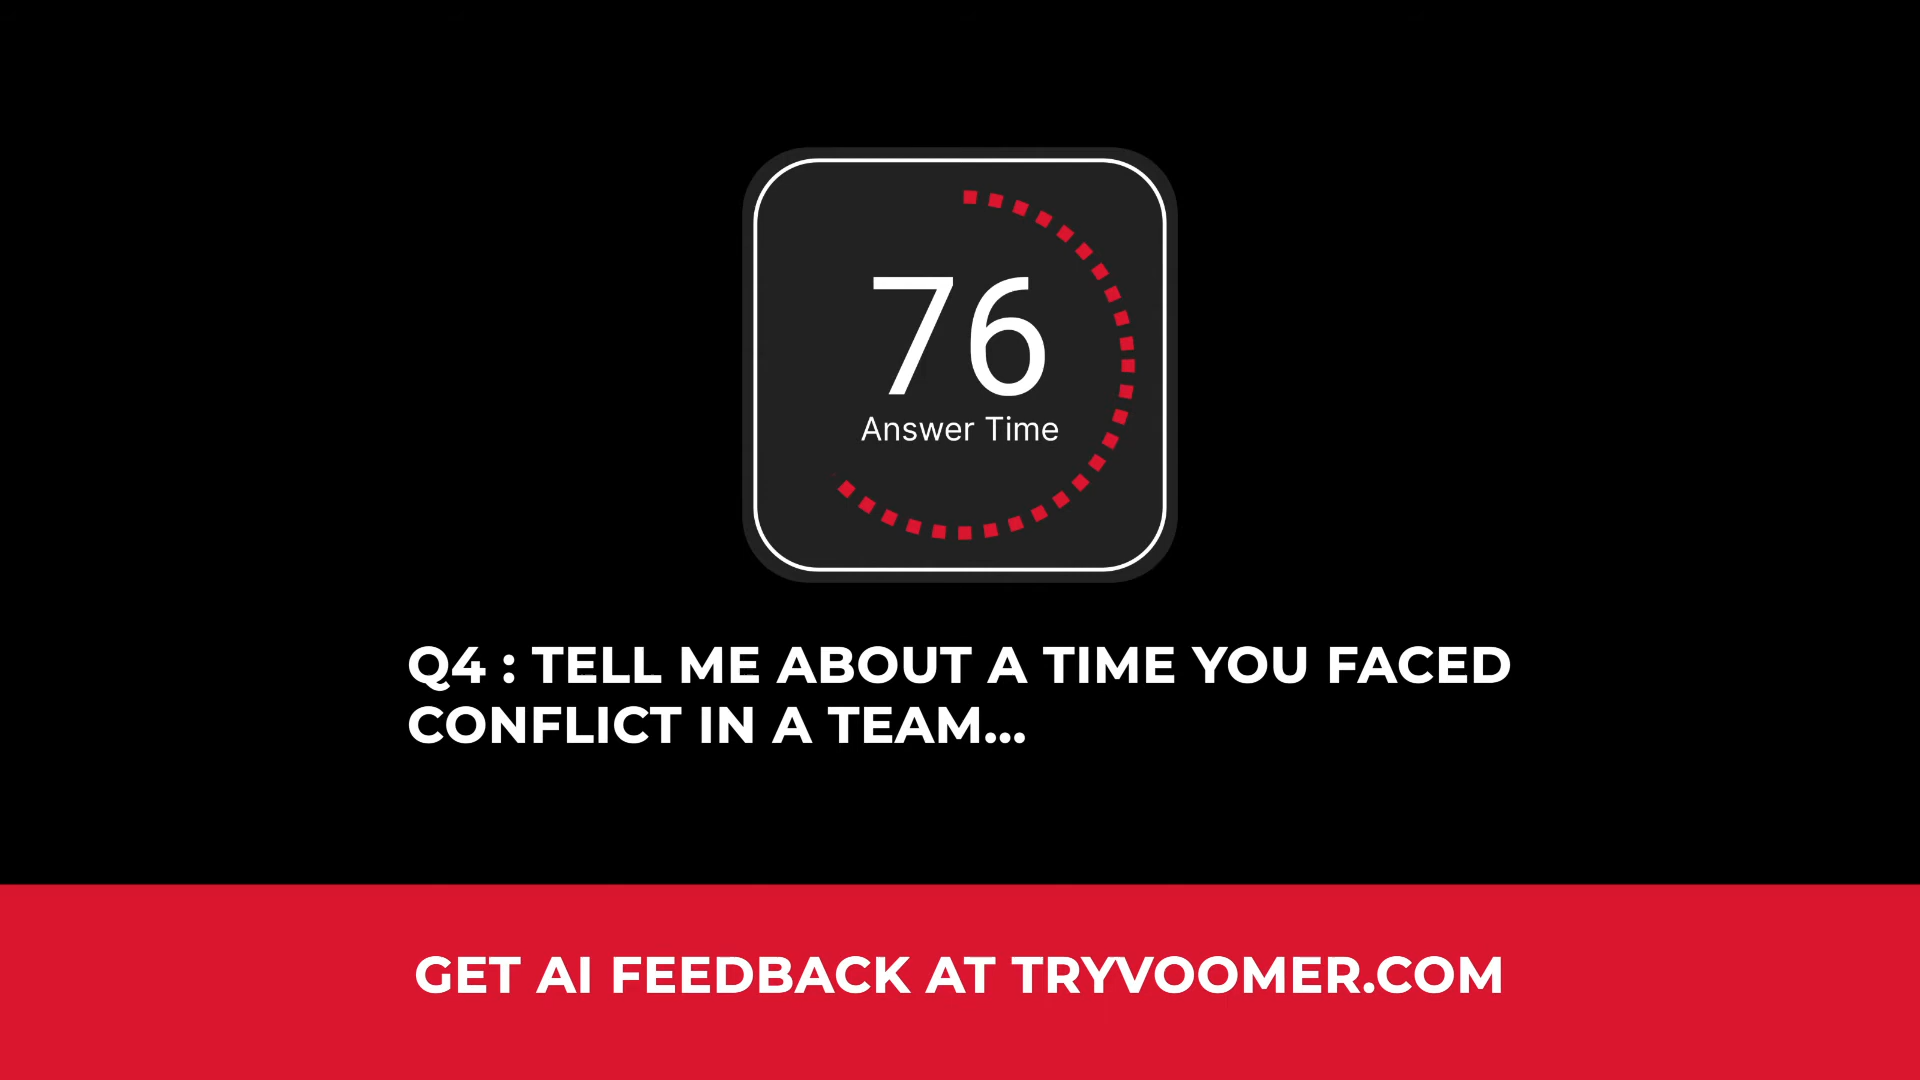 76
Answer Time
Q4 : TELL ME ABOUT A TIME YOU FACED
CONFLICT IN A TEAM...
GET AI FEEDBACK AT TRYVOOMER.COM